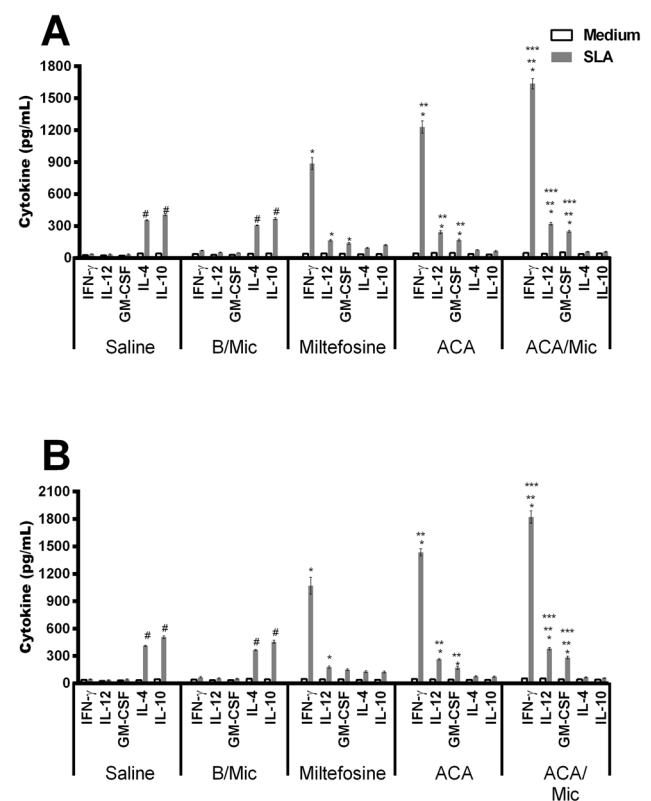 A
Medium
SLA
Cytokine (pg/mL)
1800
1500
1200
900
600
300
0
# # # # * * * ** * ** * ** * *** ** * *** ** * *** ** *
IFN-γ IL-12 GM-CSF IL-4 IL-10 IFN-γ IL-12 GM-CSF IL-4 IL-10 IFN-γ IL-12 GM-CSF IL-4 IL-10 IFN-γ IL-12 GM-CSF IL-4 IL-10 IFN-γ IL-12 GM-CSF IL-4 IL-10
Saline B/Mic Miltefosine ACA ACA/Mic
B
Cytokine (pg/mL)
2100
1800
1500
1200
900
600
300
0
# # # # * * ** * ** * ** * *** ** * *** ** * *** ** *
IFN-γ IL-12 GM-CSF IL-4 IL-10 IFN-γ IL-12 GM-CSF IL-4 IL-10 IFN-γ IL-12 GM-CSF IL-4 IL-10 IFN-γ IL-12 GM-CSF IL-4 IL-10 IFN-γ IL-12 GM-CSF IL-4 IL-10
Saline B/Mic Miltefosine ACA ACA/
Mic